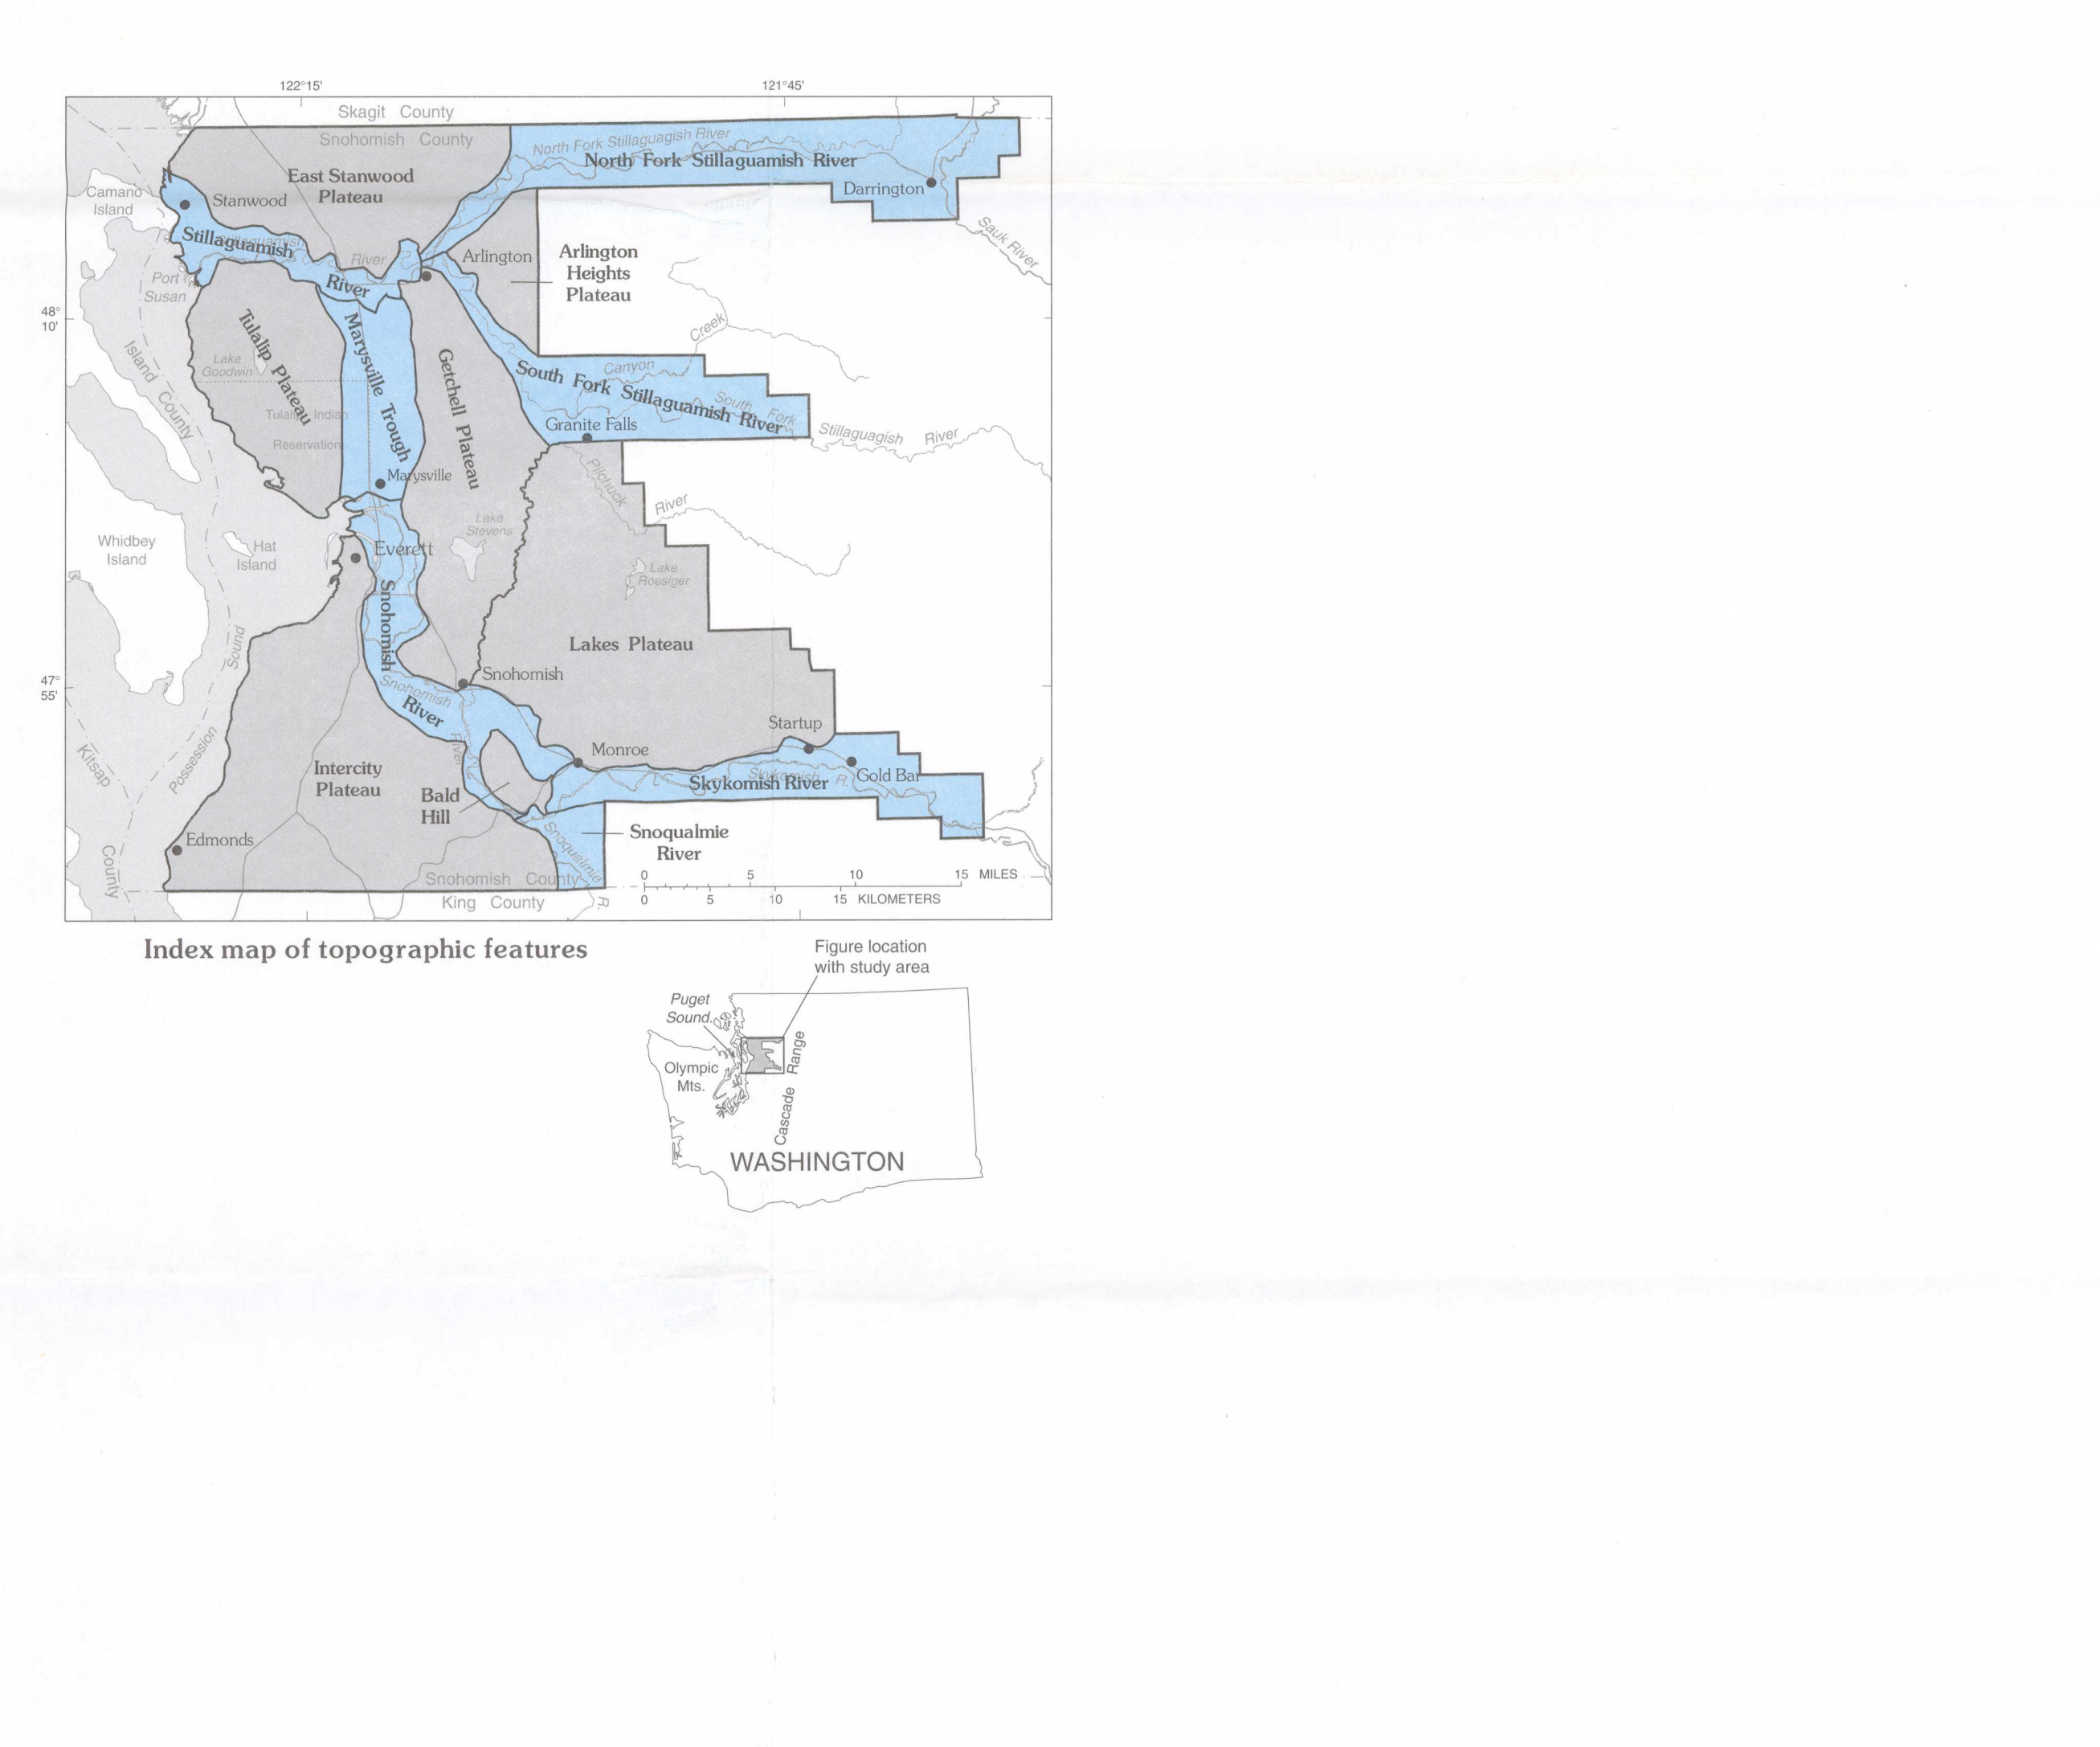 122°15'
121°45'
Skagit County
Snohomish County
North Fork Stillaguagish River
North Fork Stillaguamish River
East Stanwood
Plateau
Darrington
Camano
Island
Stanwood
Sauk River
Stillaguamish
Stillaguamish
River
River
Arlington
Arlington
Heights
Plateau
Port
Susan
48°
10'
Tulalip Plateau
Marysville Trough
Getchell Plateau
Creek
Canyon
Island County
Lake
Goodwin
South Fork Stillaguamish River
South Fork
Stillaguagish River
Tulalip Indian
Reservation
Granite Falls
Marysville
Pilchuck
River
Lake
Stevens
Whidbey
Island
Hat
Island
Everett
Lake
Roesiger
Snohomish
Sound
Lakes Plateau
47°
55'
Snohomish
Snohomish
River
River
Startup
Kitsap
Possession
Intercity
Plateau
Monroe
Skykomish R.
Skykomish River
Gold Bar
Bald
Hill
Edmonds
Snoqualmie
Snoqualmie
River
County
Snohomish County
King County
R.
0 5 10 15 MILES
0 5 10 15 KILOMETERS
Index map of topographic features
Figure location
with study area
Puget
Sound
Olympic
Mts.
Cascade Range
WASHINGTON